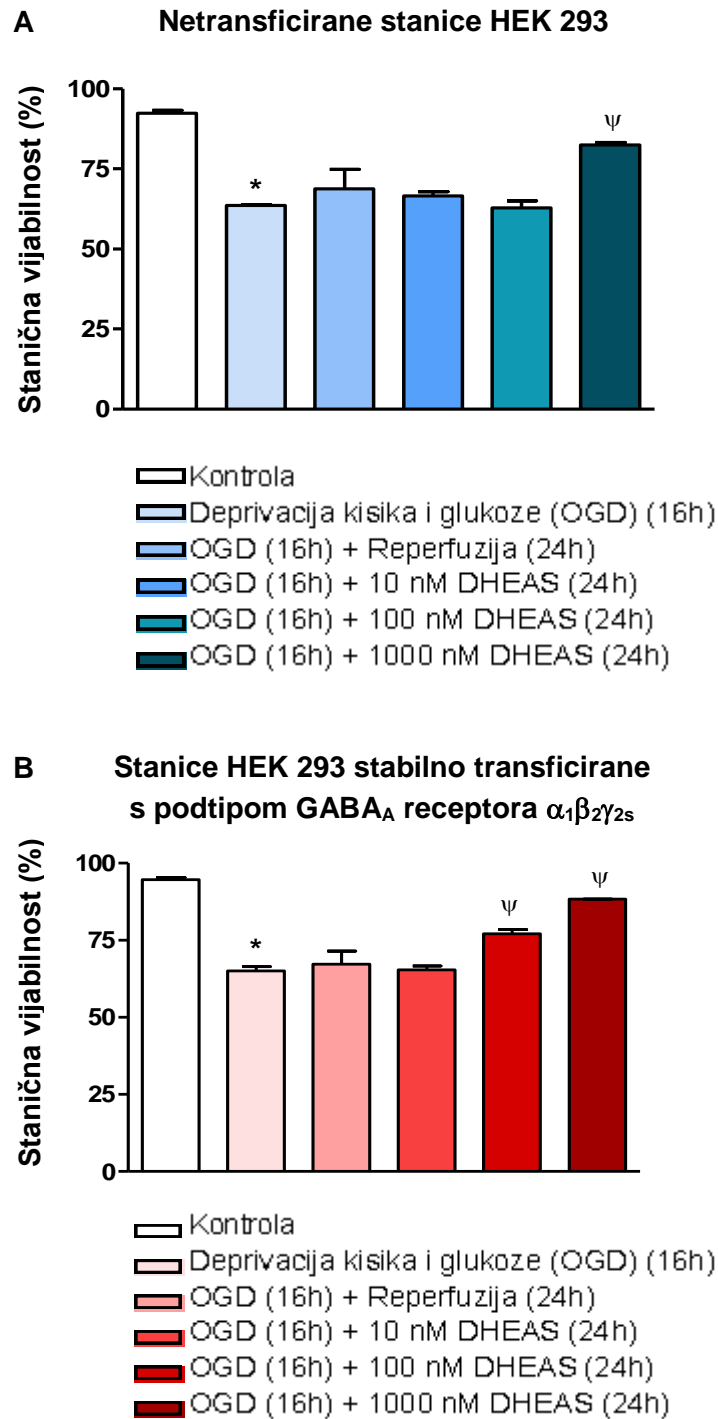 A Netransficirane stanice HEK 293
Stanična vijabilnost (%)
100
75
50
25
0
*
ψ
Kontrola
Deprivacija kisika i glukoze (OGD) (16h)
OGD (16h) + Reperfuzija (24h)
OGD (16h) + 10 nM DHEAS (24h)
OGD (16h) + 100 nM DHEAS (24h)
OGD (16h) + 1000 nM DHEAS (24h)
B Stanice HEK 293 stabilno transficirane
s podtipom GABA_A receptora α₁β₂γ₂ₛ
Stanična vijabilnost (%)
100
75
50
25
0
*
ψ
ψ
Kontrola
Deprivacija kisika i glukoze (OGD) (16h)
OGD (16h) + Reperfuzija (24h)
OGD (16h) + 10 nM DHEAS (24h)
OGD (16h) + 100 nM DHEAS (24h)
OGD (16h) + 1000 nM DHEAS (24h)